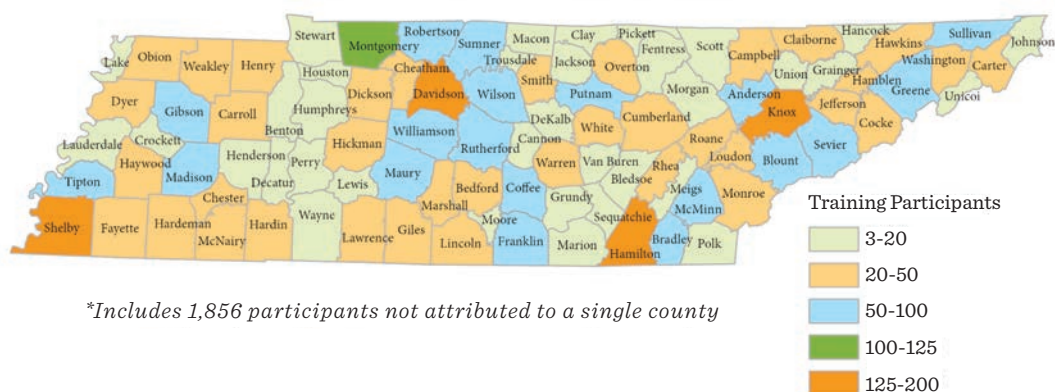 Stewart
Montgomery
Robertson
Sumner
Macon
Clay
Pickett
Fentress
Scott
Campbell
Claiborne
Hancock
Hawkins
Sullivan
Johnson
Lake
Obion
Weakley
Henry
Houston
Cheatham
Trousdale
Smith
Jackson
Overton
Union
Grainger
Hamblen
Washington
Carter
Dyer
Gibson
Carroll
Humphreys
Dickson
Davidson
Wilson
Putnam
Morgan
Anderson
Knox
Jefferson
Greene
Unicoi
Benton
DeKalb
Cumberland
Cocke
Lauderdale
Crockett
Hickman
Williamson
Rutherford
Cannon
White
Roane
Sevier
Haywood
Henderson
Perry
Maury
Warren
Van Buren
Rhea
Loudon
Blount
Tipton
Madison
Decatur
Lewis
Bedford
Coffee
Bledsoe
Meigs
Monroe
Chester
Marshall
Grundy
McMinn
Shelby
Fayette
Hardeman
McNairy
Hardin
Wayne
Lawrence
Giles
Lincoln
Moore
Franklin
Marion
Sequatchie
Hamilton
Bradley
Polk
Training Participants
3-20
20-50
50-100
100-125
125-200
*Includes 1,856 participants not attributed to a single county